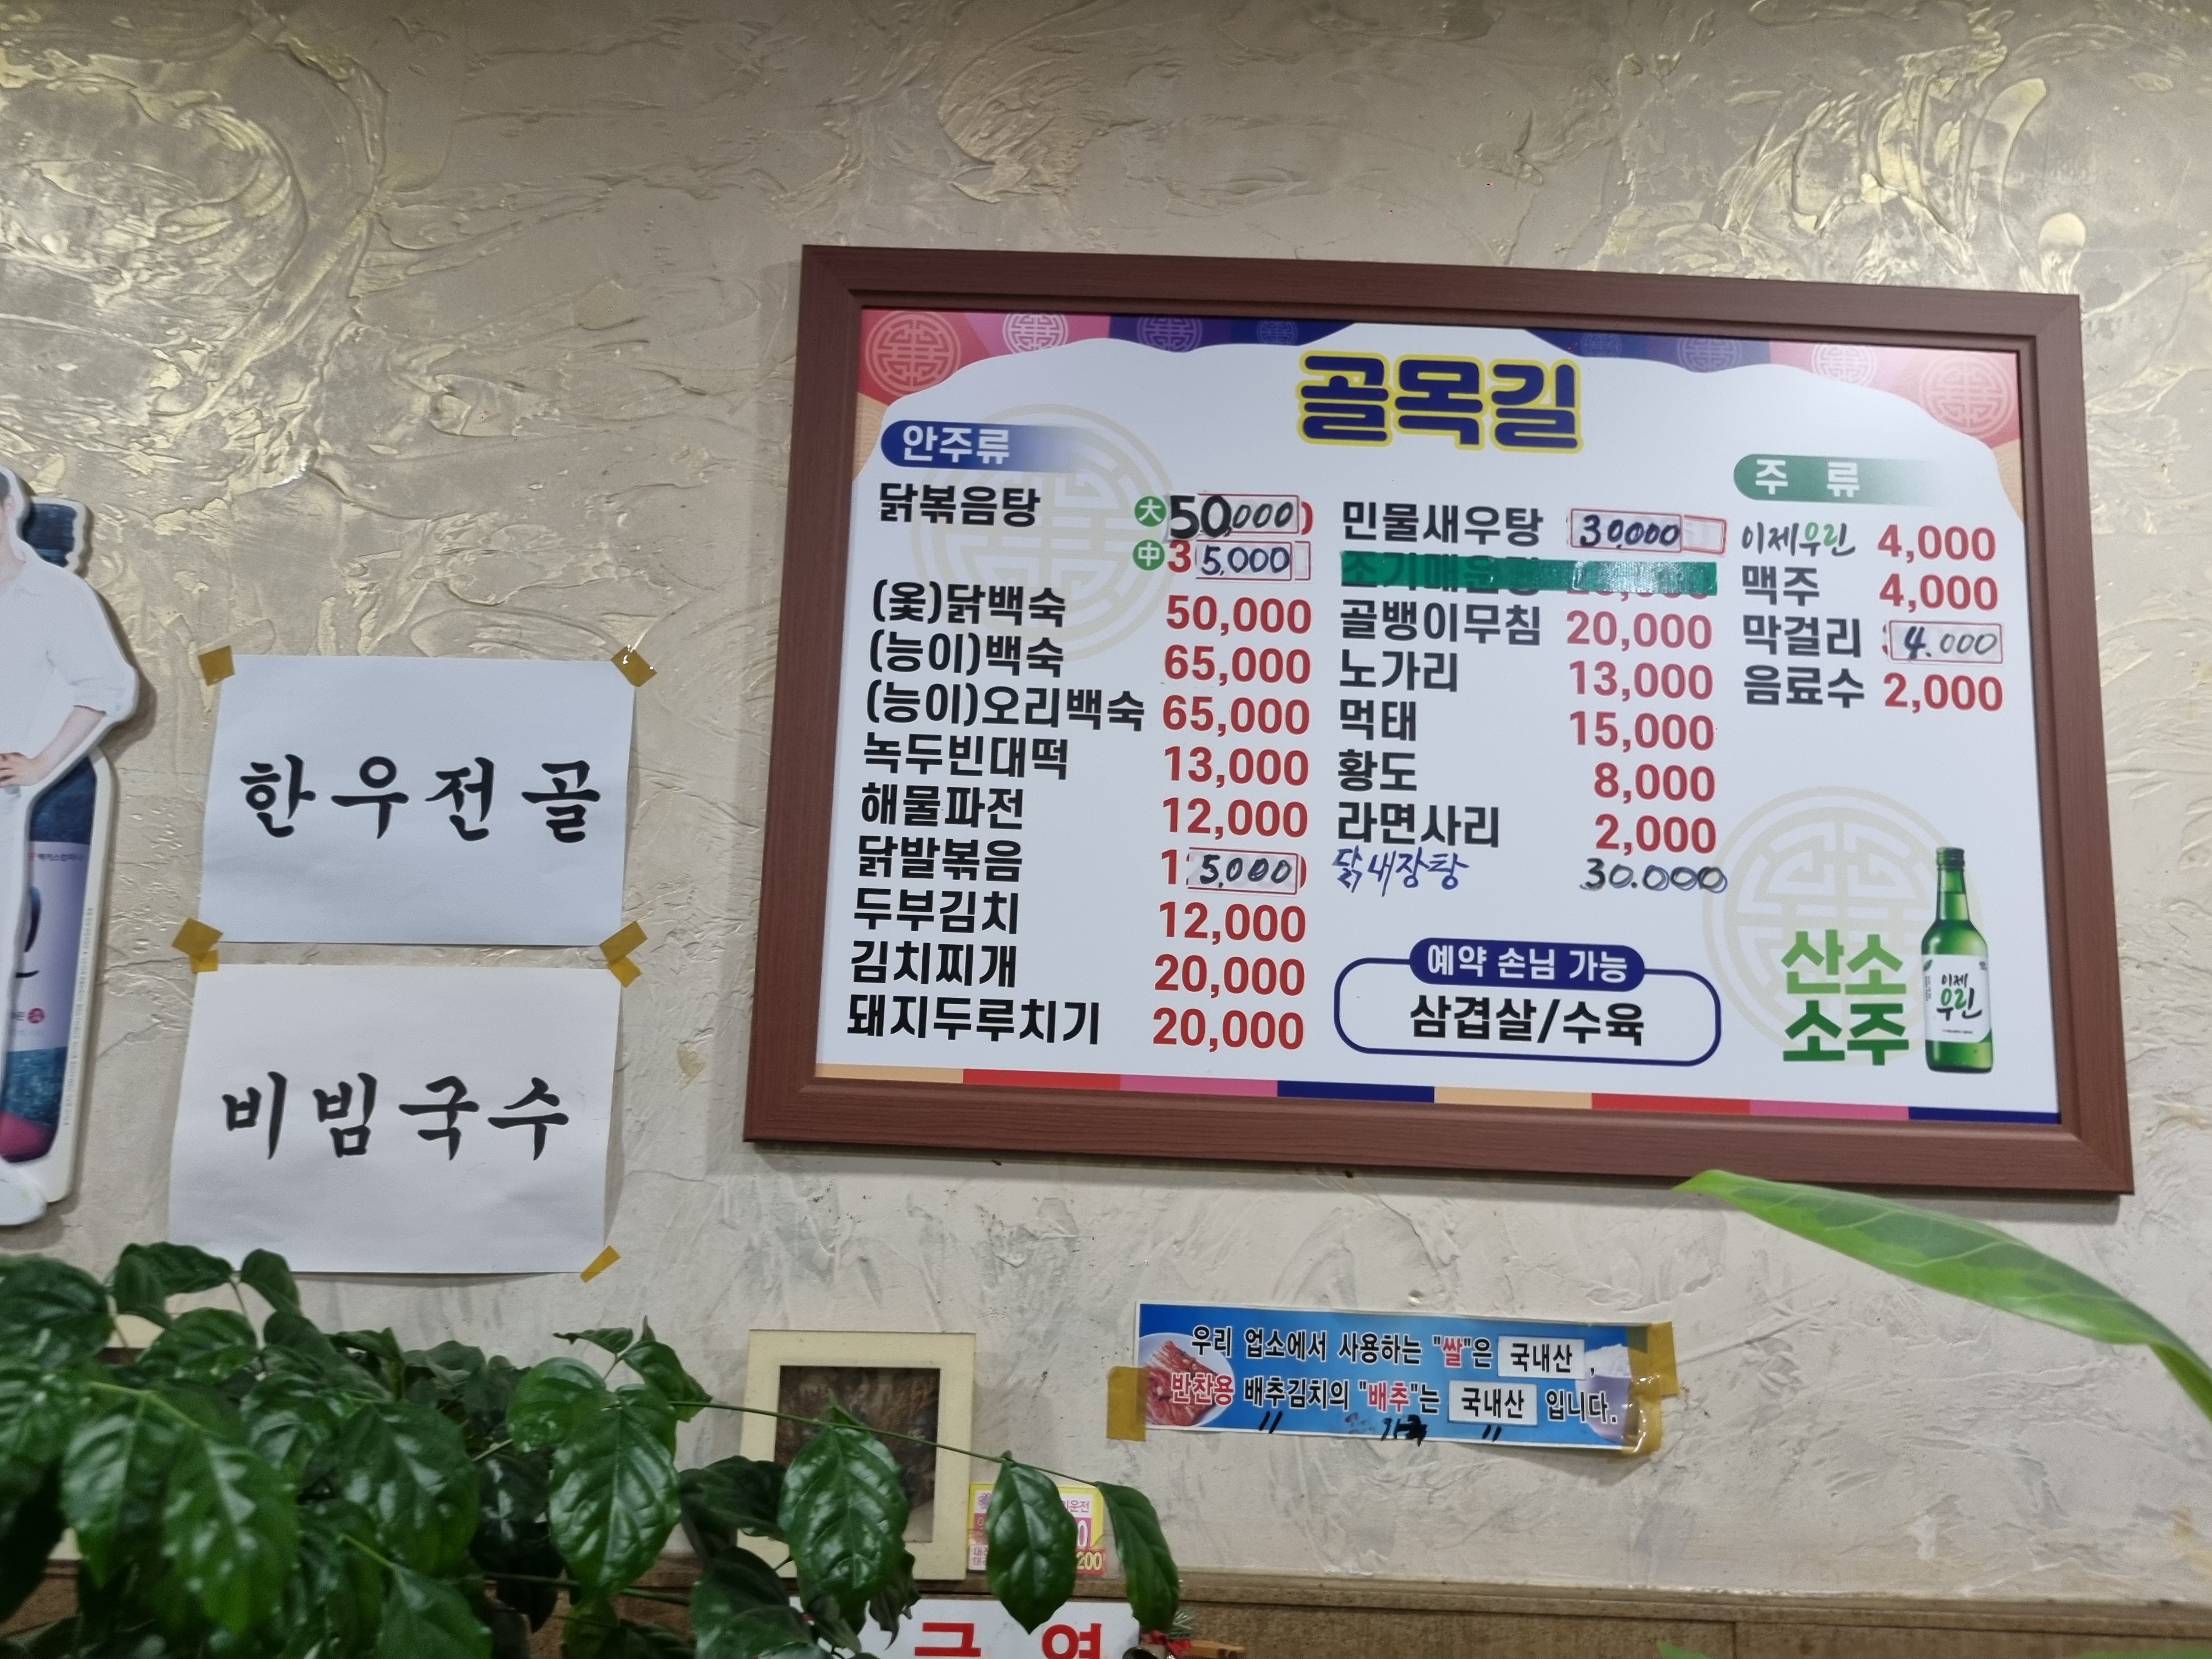 골목길
안주류
닭볶음탕 大 50,000
中 35,000
(옻)닭백숙 50,000
(능이)백숙 65,000
(능이)오리백숙 65,000
녹두빈대떡 13,000
해물파전 12,000
닭발볶음 15,000
두부김치 12,000
김치찌개 20,000
돼지두루치기 20,000
민물새우탕 30,000
골뱅이무침 20,000
노가리 13,000
먹태 15,000
황도 8,000
라면사리 2,000
닭내장탕 30.000
예약 손님 가능
삼겹살/수육
주류
이제우린 4,000
맥주 4,000
막걸리 4.000
음료수 2,000
산소
소주
이제
우린
한우전골
비빔국수
우리 업소에서 사용하는 "쌀"은 국내산,
반찬용 배추김치의 "배추"는 국내산 입니다.
200